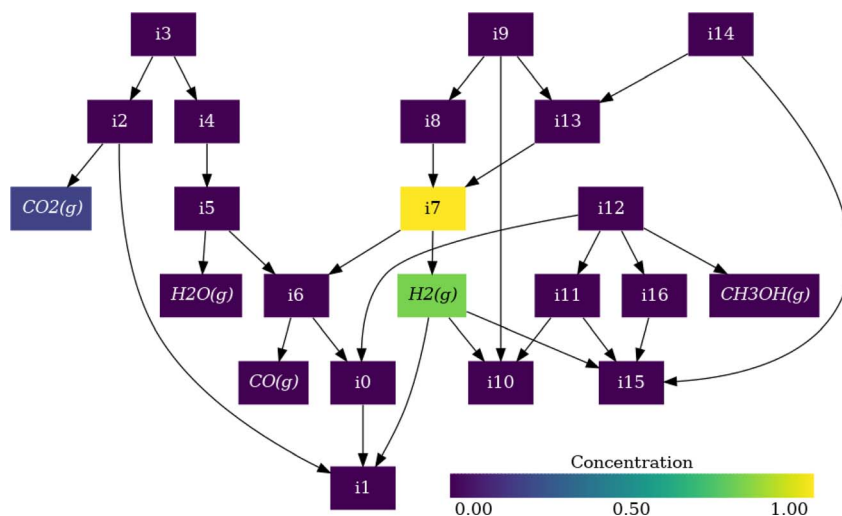 i3 i9 i14
i2 i4 i8 i13
CO2(g) i5 i7 i12
H2O(g) i6 H2(g) i11 i16 CH3OH(g)
CO(g) i0 i10 i15
i1
Concentration
0.00 0.50 1.00